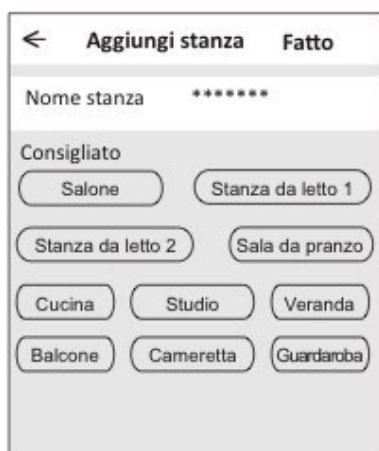 ← Aggiungi stanza Fatto
Nome stanza *******
Consigliato
Salone Stanza da letto 1
Stanza da letto 2 Sala da pranzo
Cucina Studio Veranda
Balcone Cameretta Guardaroba